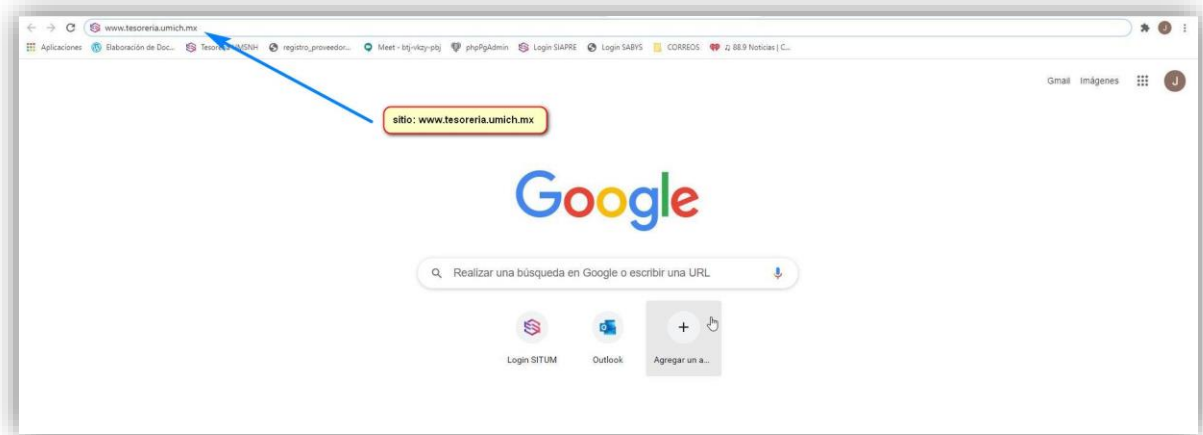 www.tesoreria.umich.mx
Aplicaciones Elaboración de Doc... Tesorería UMSNH registro_proveedor... Meet - btj-vkzy-pbj phpPgAdmin Login SIAPRE Login SABYS CORREOS 88.9 Noticias | C...
Gmail Imágenes J
sitio: www.tesoreria.umich.mx
Google
Realizar una búsqueda en Google o escribir una URL
Login SITUM Outlook Agregar un a...